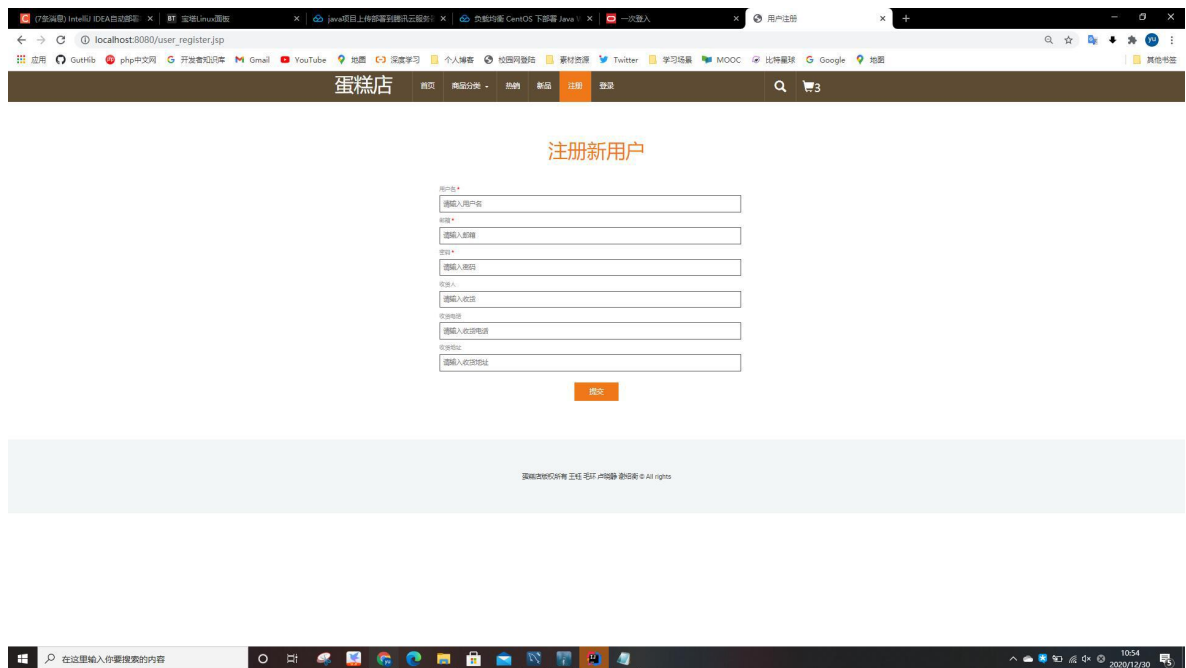 (7条消息) IntelliJ IDEA自动部署 宝塔Linux面板 java项目上传部署到腾讯云服务 负载均衡 CentOS 下部署 Java 一次登入 用户注册
localhost:8080/user_register.jsp
应用 GutHib php中文网 开发者知识库 Gmail YouTube 地图 深度学习 个人博客 校园网登陆 素材资源 Twitter 学习场景 MOOC 比特星球 Google 地图 其他书签
蛋糕店 首页 商品分类 热销 新品 注册 登录 3
注册新用户
用户名*
请输入用户名
邮箱*
请输入邮箱
密码*
请输入密码
收货人
请输入收货
收货电话
请输入收货电话
收货地址
请输入收货地址
提交
蛋糕店版权所有 王钰 毛环 卢晓静 © All rights
在这里输入你要搜索的内容
10:54
2020/12/30